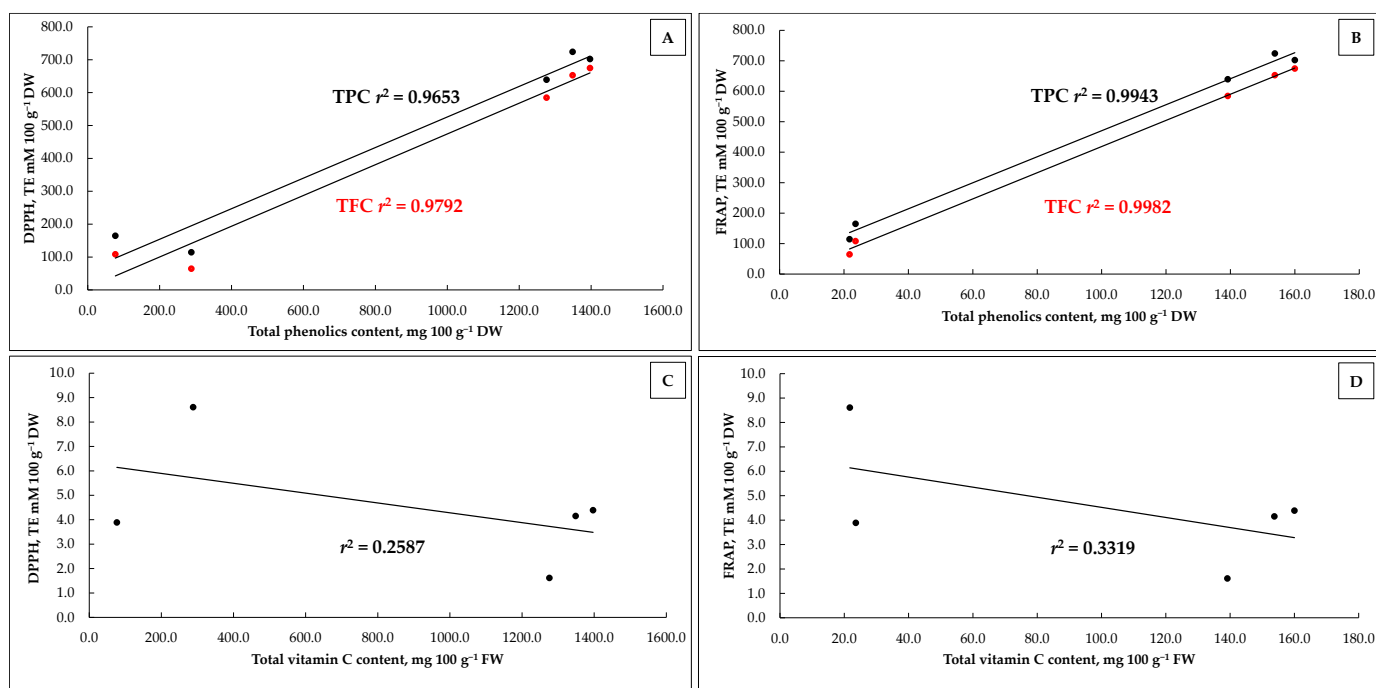 A
DPPH, TE mM 100 g⁻¹ DW
800.0
700.0
600.0
500.0
400.0
300.0
200.0
100.0
0.0
TPC r² = 0.9653
TFC r² = 0.9792
0.0 200.0 400.0 600.0 800.0 1000.0 1200.0 1400.0 1600.0
Total phenolics content, mg 100 g⁻¹ DW
B
FRAP, TE mM 100 g⁻¹ DW
800.0
700.0
600.0
500.0
400.0
300.0
200.0
100.0
0.0
TPC r² = 0.9943
TFC r² = 0.9982
0.0 20.0 40.0 60.0 80.0 100.0 120.0 140.0 160.0 180.0
Total phenolics content, mg 100 g⁻¹ DW
C
DPPH, TE mM 100 g⁻¹ DW
10.0
9.0
8.0
7.0
6.0
5.0
4.0
3.0
2.0
1.0
0.0
r² = 0.2587
0.0 200.0 400.0 600.0 800.0 1000.0 1200.0 1400.0 1600.0
Total vitamin C content, mg 100 g⁻¹ FW
D
FRAP, TE mM 100 g⁻¹ DW
10.0
9.0
8.0
7.0
6.0
5.0
4.0
3.0
2.0
1.0
0.0
r² = 0.3319
0.0 20.0 40.0 60.0 80.0 100.0 120.0 140.0 160.0 180.0
Total vitamin C content, mg 100 g⁻¹ FW